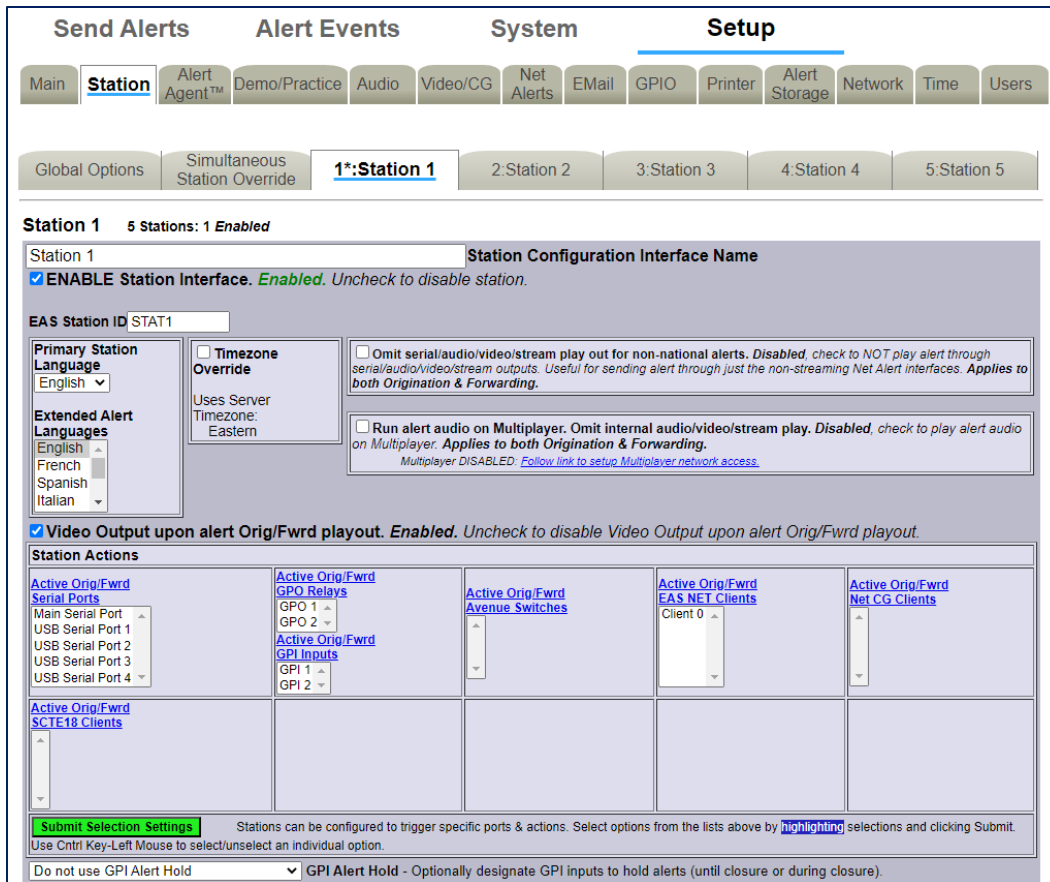 Send Alerts Alert Events System Setup
Main Station Alert Agent™ Demo/Practice Audio Video/CG Net Alerts EMail GPIO Printer Alert Storage Network Time Users
Global Options Simultaneous Station Override 1*:Station 1 2:Station 2 3:Station 3 4:Station 4 5:Station 5
Station 1 5 Stations: 1 Enabled
Station 1 Station Configuration Interface Name
ENABLE Station Interface. Enabled. Uncheck to disable station.
EAS Station ID STAT1
Primary Station
Language
English
Extended Alert
Languages
English
French
Spanish
Italian
Timezone
Override
Uses Server
Timezone:
Eastern
Omit serial/audio/video/stream play out for non-national alerts. Disabled, check to NOT play alert through
serial/audio/video/stream outputs. Useful for sending alert through just the non-streaming Net Alert interfaces. Applies to
both Origination & Forwarding.
Run alert audio on Multiplayer. Omit internal audio/video/stream play. Disabled, check to play alert audio
on Multiplayer. Applies to both Origination & Forwarding.
Multiplayer DISABLED: Follow link to setup Multiplayer network access.
Video Output upon alert Orig/Fwrd playout. Enabled. Uncheck to disable Video Output upon alert Orig/Fwrd playout.
Station Actions
Active Orig/Fwrd
Serial Ports
Main Serial Port
USB Serial Port 1
USB Serial Port 2
USB Serial Port 3
USB Serial Port 4
Active Orig/Fwrd
GPO Relays
GPO 1
GPO 2
Active Orig/Fwrd
GPI Inputs
GPI 1
GPI 2
Active Orig/Fwrd
Avenue Switches
Active Orig/Fwrd
EAS NET Clients
Client 0
Active Orig/Fwrd
Net CG Clients
Active Orig/Fwrd
SCTE18 Clients
Submit Selection Settings Stations can be configured to trigger specific ports & actions. Select options from the lists above by highlighting selections and clicking Submit.
Use Cntrl Key-Left Mouse to select/unselect an individual option.
Do not use GPI Alert Hold GPI Alert Hold - Optionally designate GPI inputs to hold alerts (until closure or during closure).